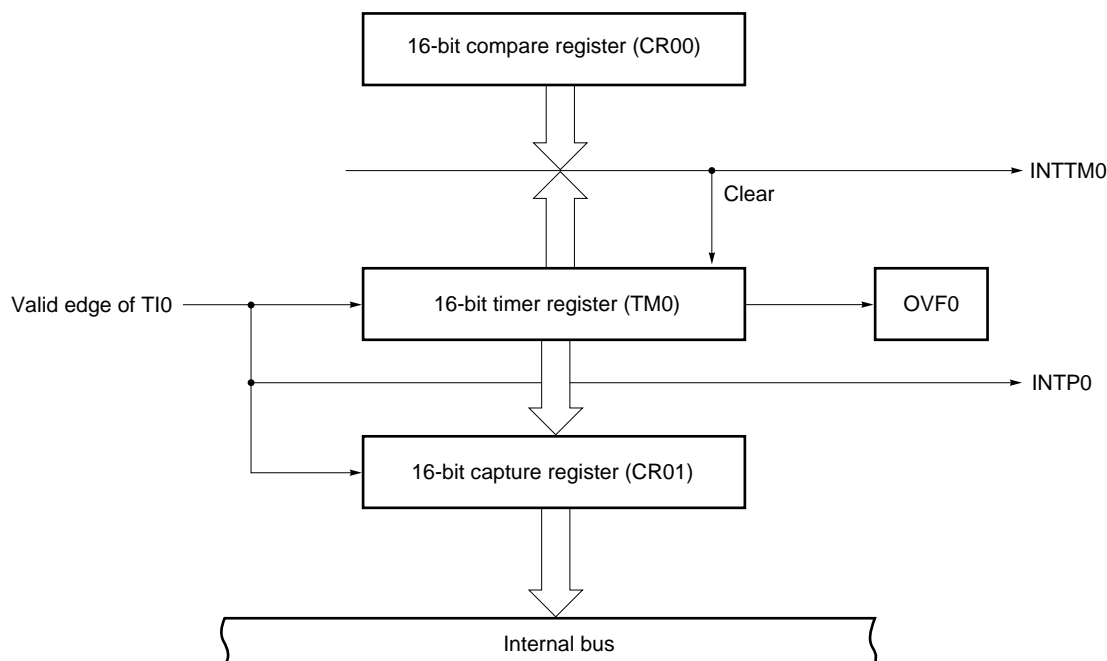 16-bit compare register (CR00)
INTTM0
Clear
Valid edge of TI0
16-bit timer register (TM0)
OVF0
INTP0
16-bit capture register (CR01)
Internal bus